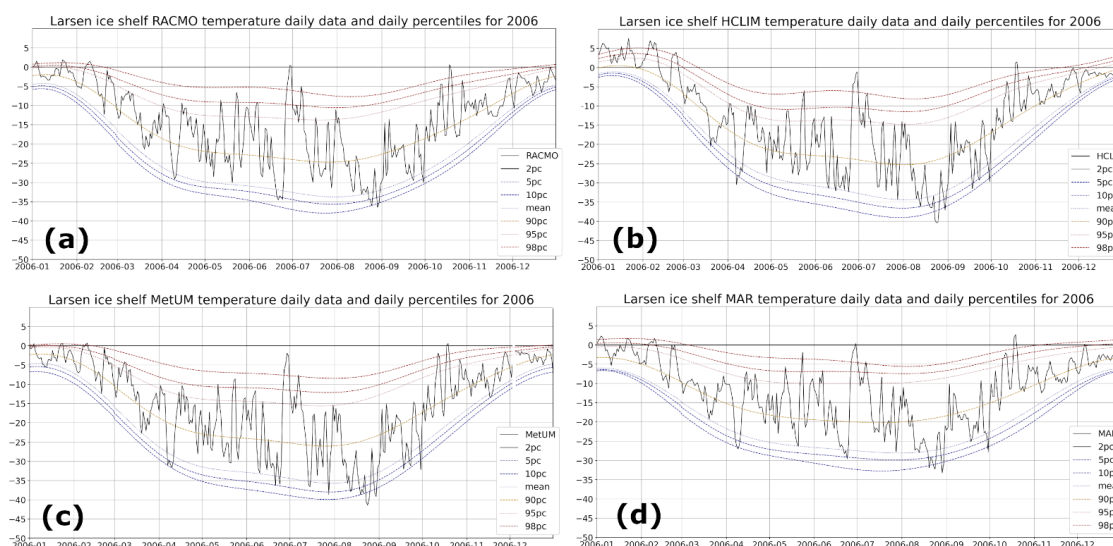 Larsen ice shelf RACMO temperature daily data and daily percentiles for 2006
5
0
−5
−10
−15
−20
−25
−30
−35
−40
−45
−50
2006-01 2006-02 2006-03 2006-04 2006-05 2006-06 2006-07 2006-08 2006-09 2006-10 2006-11 2006-12
RACMO
2pc
5pc
10pc
mean
90pc
95pc
98pc
(a)
Larsen ice shelf HCLIM temperature daily data and daily percentiles for 2006
5
0
−5
−10
−15
−20
−25
−30
−35
−40
−45
−50
2006-01 2006-02 2006-03 2006-04 2006-05 2006-06 2006-07 2006-08 2006-09 2006-10 2006-11 2006-12
HCLI
2pc
5pc
10pc
mean
90pc
95pc
98pc
(b)
Larsen ice shelf MetUM temperature daily data and daily percentiles for 2006
5
0
−5
−10
−15
−20
−25
−30
−35
−40
−45
−50
2006-01 2006-02 2006-03 2006-04 2006-05 2006-06 2006-07 2006-08 2006-09 2006-10 2006-11 2006-12
MetUM
2pc
5pc
10pc
mean
90pc
95pc
98pc
(c)
Larsen ice shelf MAR temperature daily data and daily percentiles for 2006
5
0
−5
−10
−15
−20
−25
−30
−35
−40
−45
−50
2006-01 2006-02 2006-03 2006-04 2006-05 2006-06 2006-07 2006-08 2006-09 2006-10 2006-11 2006-12
MAR
2pc
5pc
10pc
mea
90pc
95pc
98pc
(d)